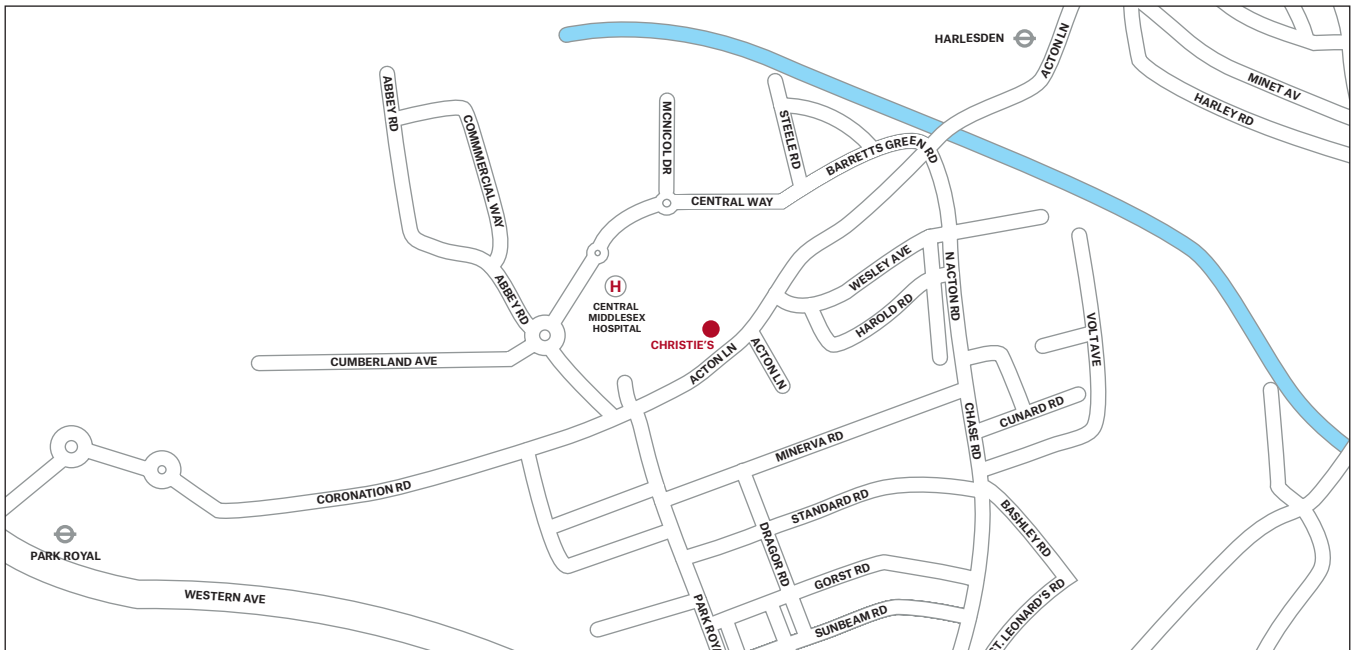 HARLESDEN
ACTON LN
MINET AV
HARLEY RD
ABBEY RD
COMMMERCIAL WAY
MCNICOL DR
STEELE RD
BARRETTS GREEN RD
CENTRAL WAY
ABBEY RD
H
CENTRAL
MIDDLESEX
HOSPITAL
CHRISTIE'S
WESLEY AVE
HAROLD RD
N ACTON RD
VOLT AVE
CUMBERLAND AVE
ACTON LN
ACTON LN
CUNARD RD
CHASE RD
MINERVA RD
CORONATION RD
STANDARD RD
BASHLEY RD
DRAGOR RD
PARK ROYAL
GORST RD
WESTERN AVE
PARK ROYA
SUNBEAM RD
ST. LEONARD'S RD